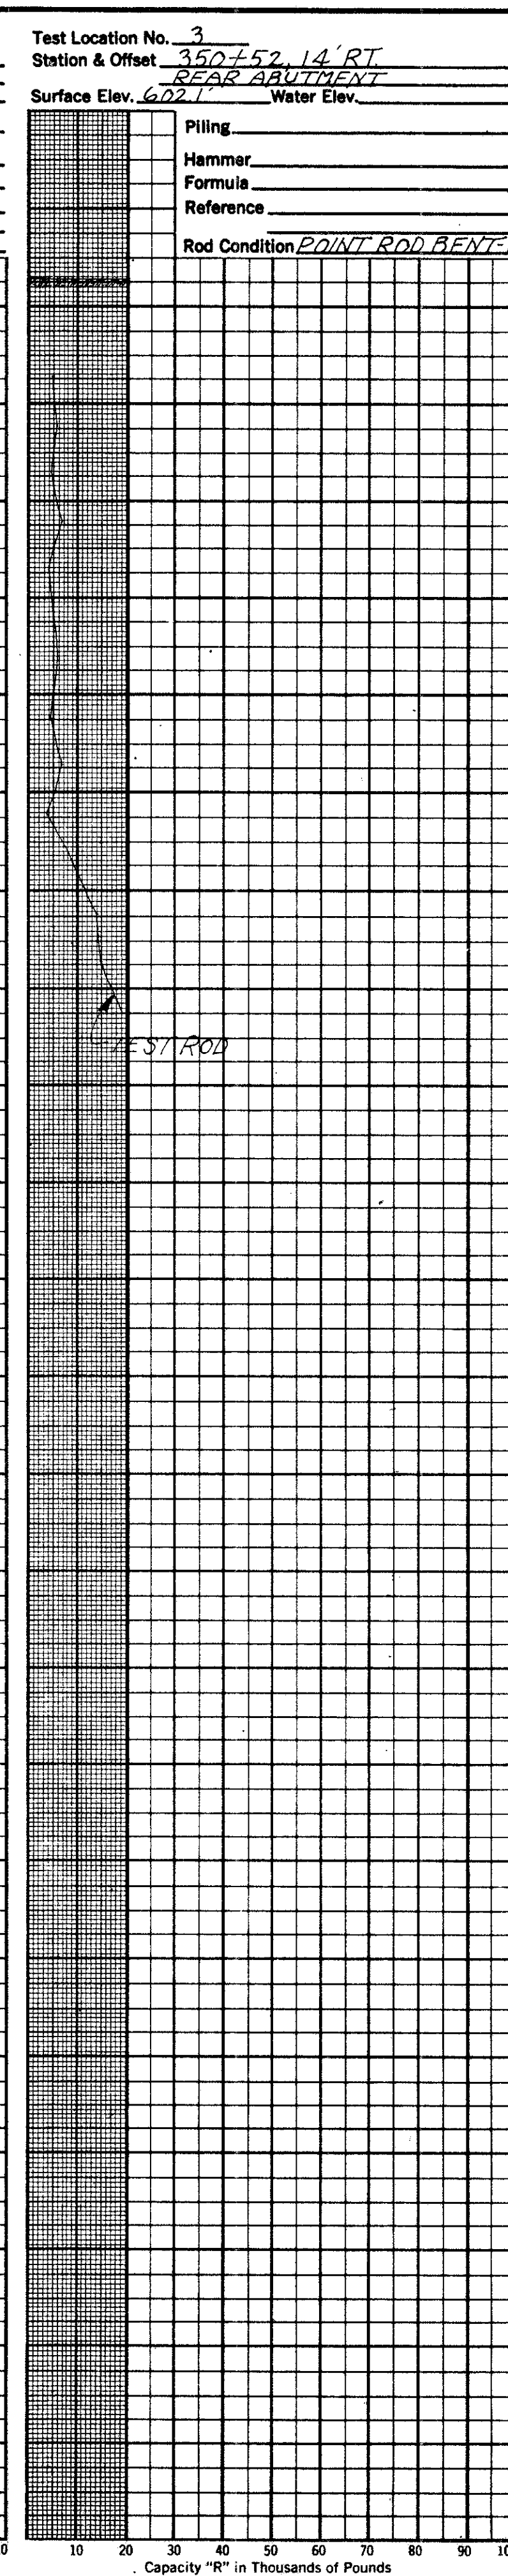 Test Location No. 3
Station & Offset 350+52, 14' RT.
REAR ABUTMENT
Surface Elev. 602.1' Water Elev.
Piling
Hammer
Formula
Reference
Rod Condition POINT ROD BENT-
TEST ROD
0 10 20 30 40 50 60 70 80 90 10
Capacity "R" in Thousands of Pounds